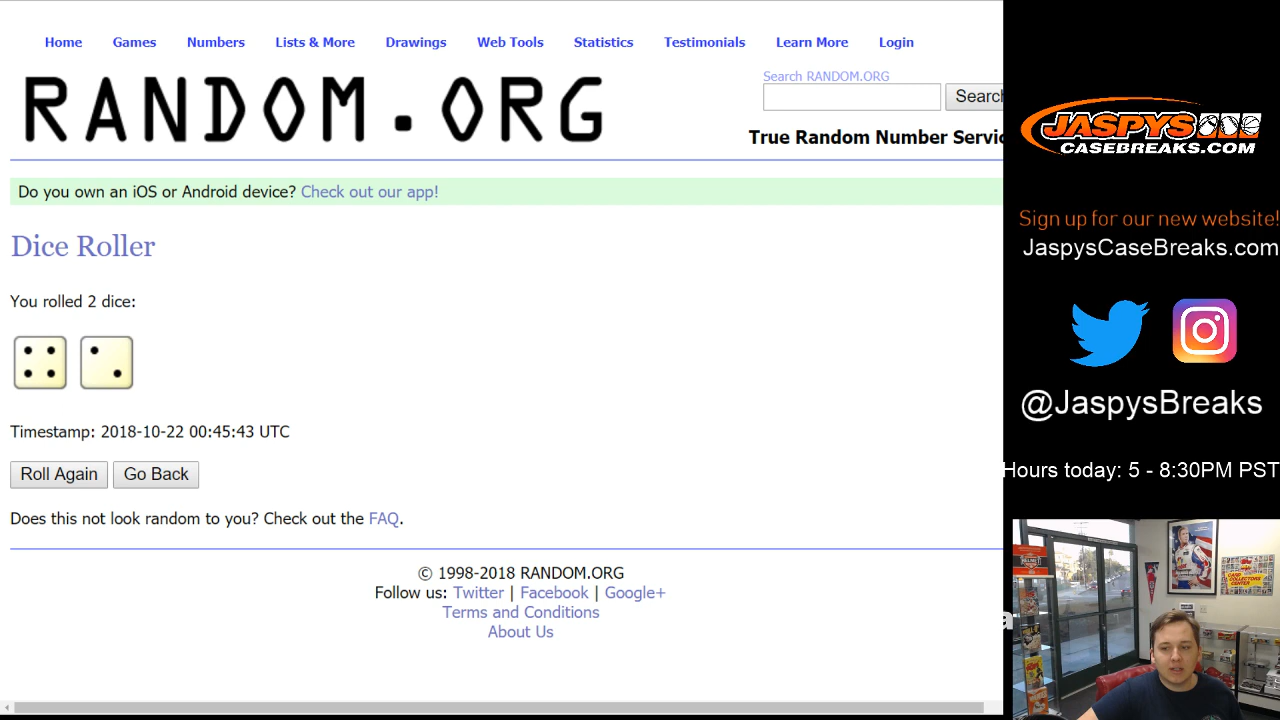 Home Games Numbers Lists & More Drawings Web Tools Statistics Testimonials Learn More Login
RANDOM.ORG
Search RANDOM.ORG
Search
True Random Number Servic
Do you own an iOS or Android device? Check out our app!
Dice Roller
You rolled 2 dice:
Timestamp: 2018-10-22 00:45:43 UTC
Roll Again Go Back
Does this not look random to you? Check out the FAQ.
© 1998-2018 RANDOM.ORG
Follow us: Twitter | Facebook | Google+
Terms and Conditions
About Us
JASPYS
CASEBREAKS.COM
Sign up for our new website!
JaspysCaseBreaks.com
@JaspysBreaks
Hours today: 5 - 8:30PM PST
a